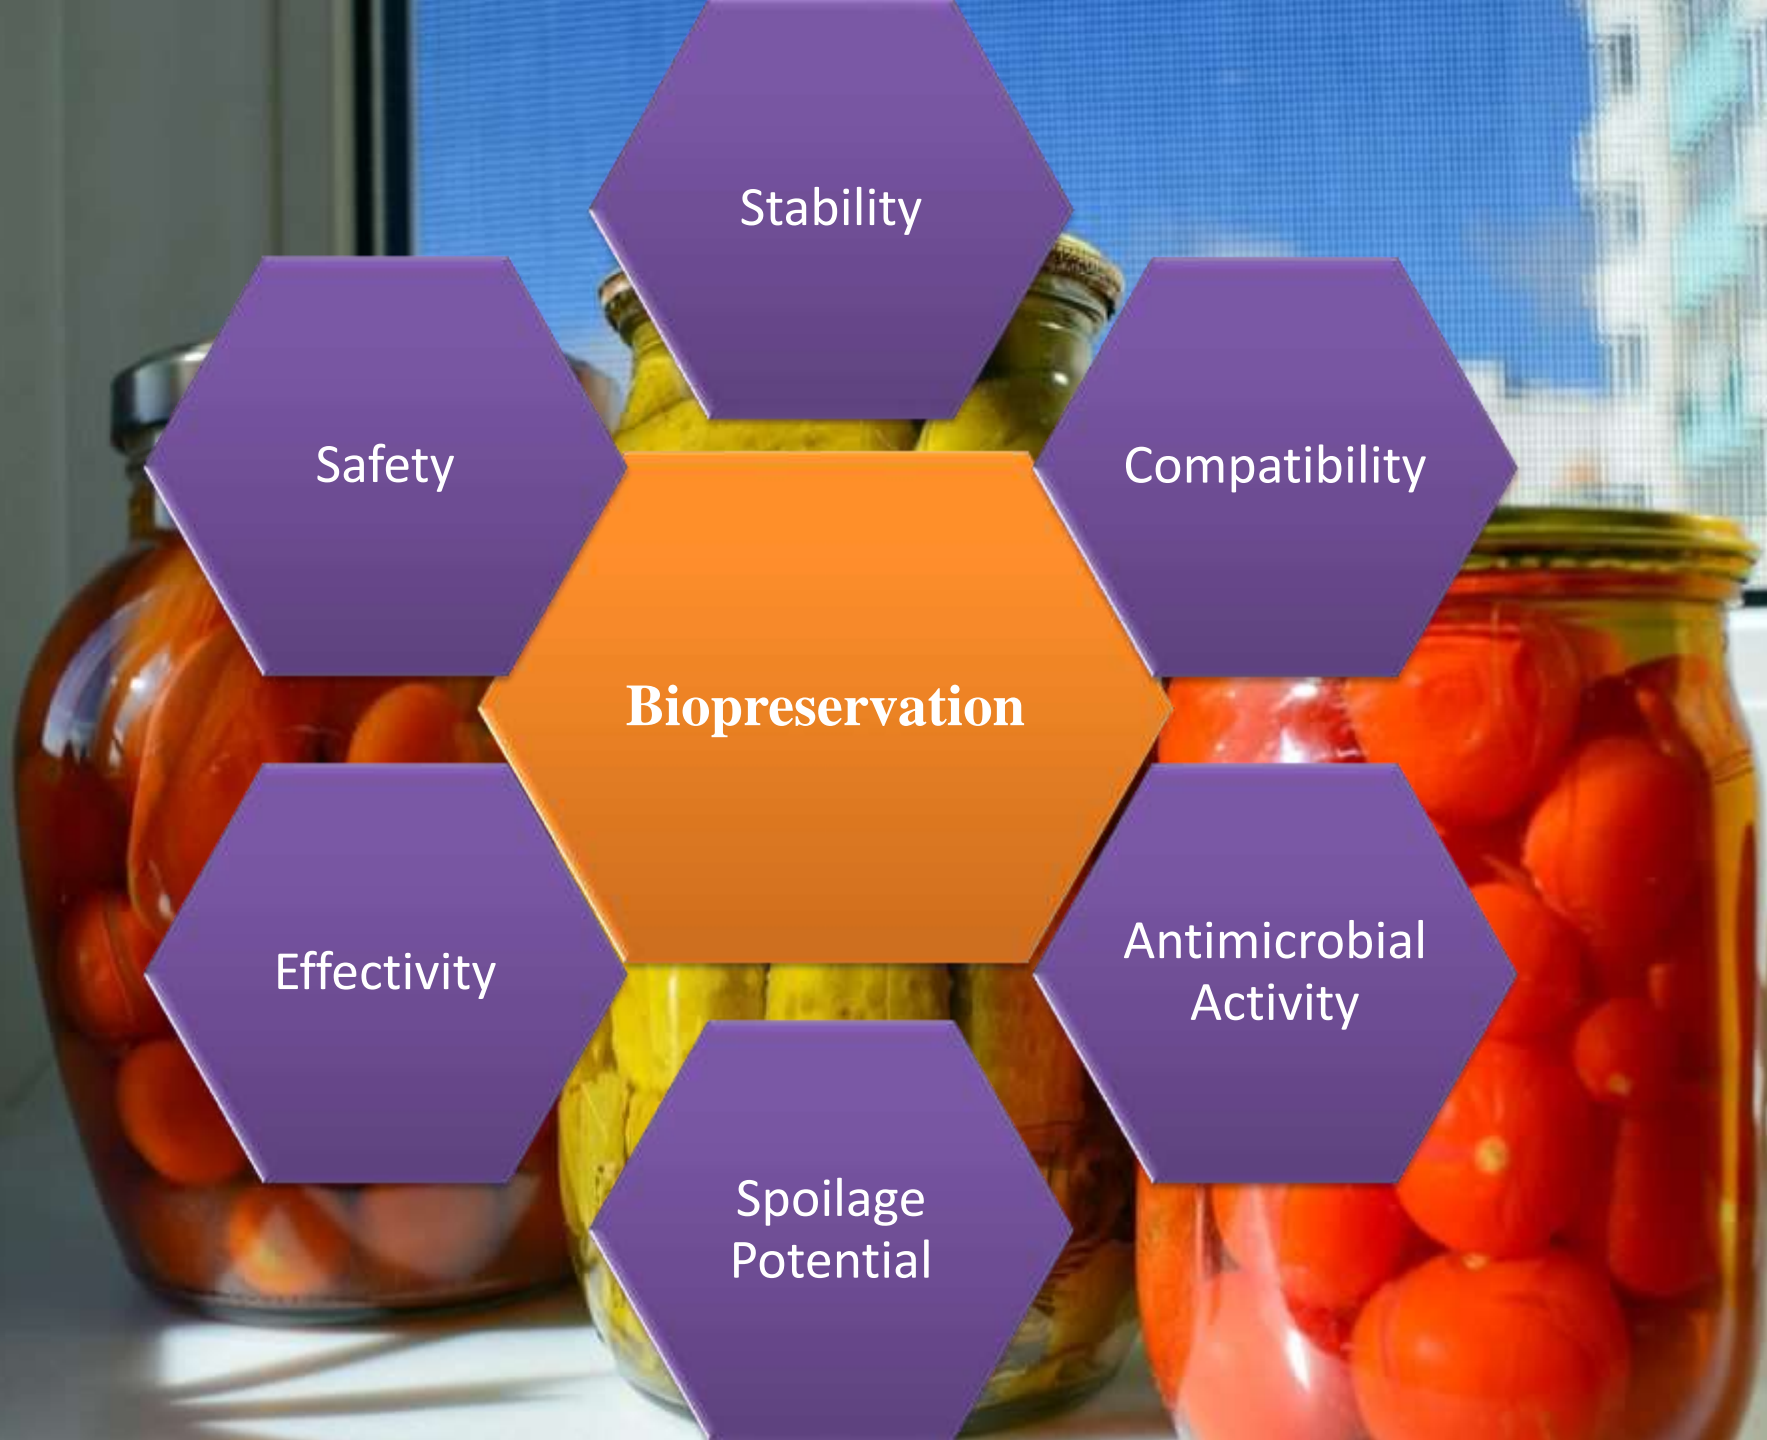 Stability
Safety
Compatibility
Biopreservation
Effectivity
Antimicrobial
Activity
Spoilage
Potential